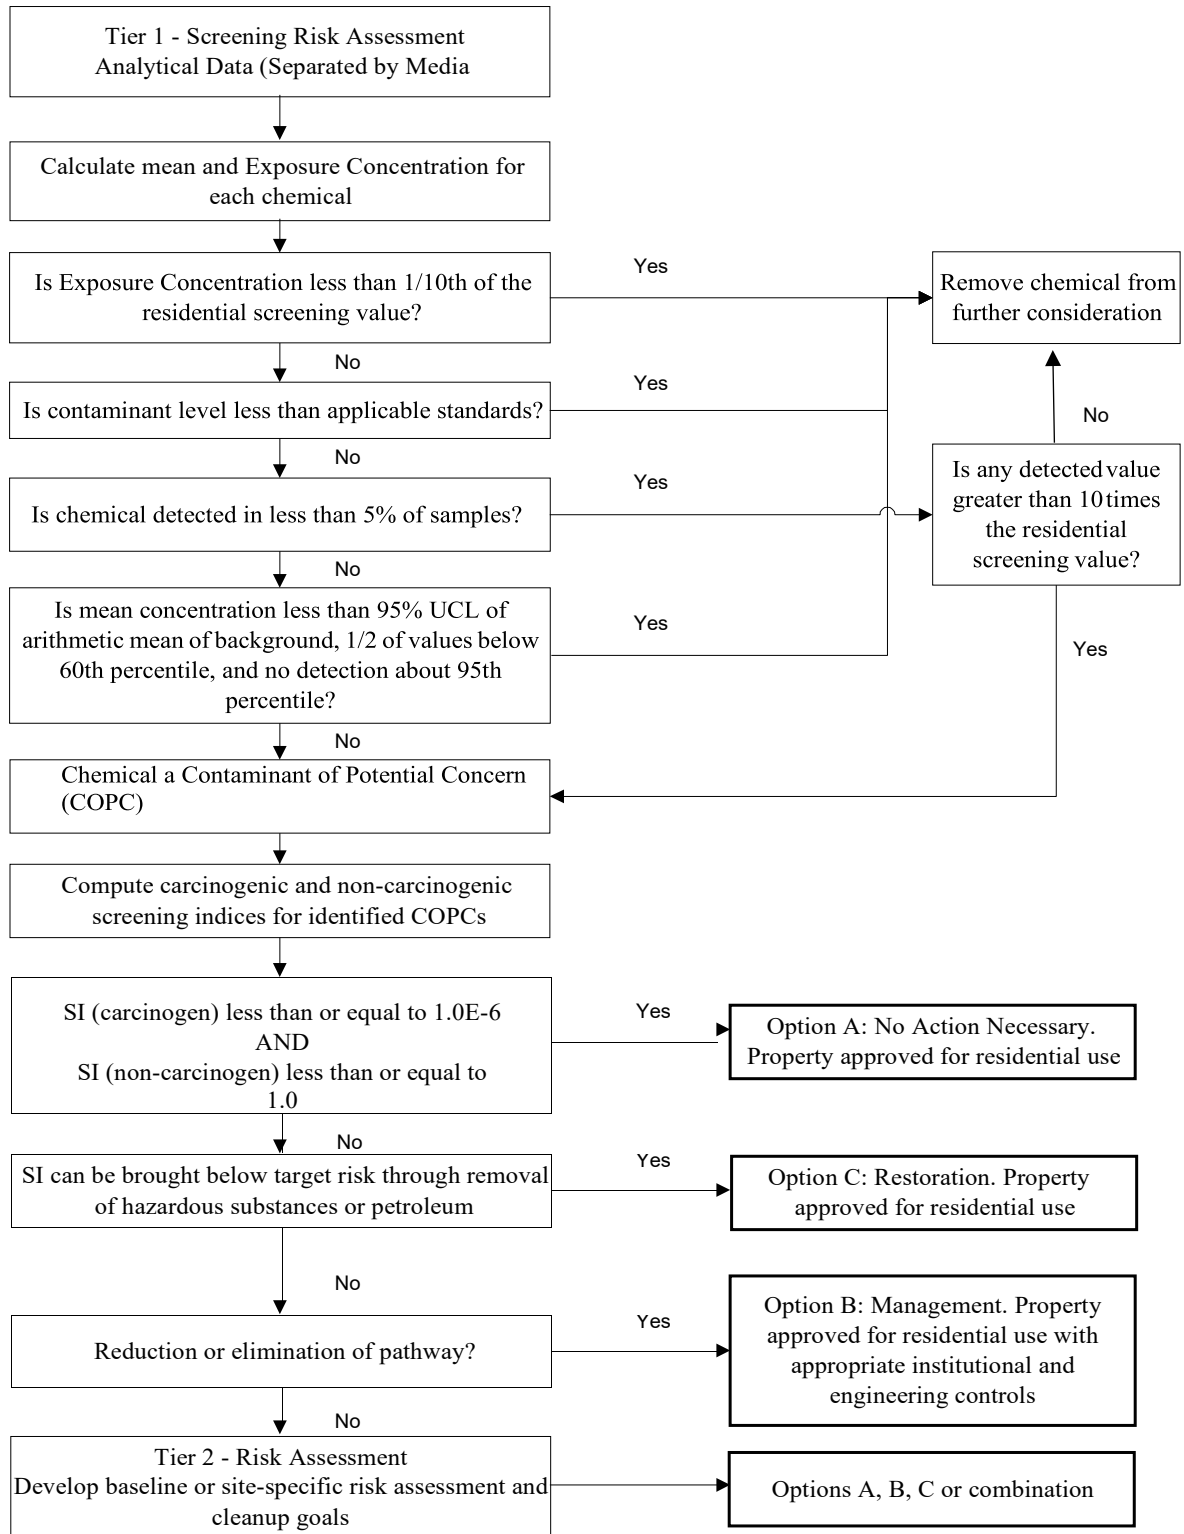 Tier 1 - Screening Risk Assessment
Analytical Data (Separated by Media
Calculate mean and Exposure Concentration for
each chemical
Is Exposure Concentration less than 1/10th of the
residential screening value?
Yes
Remove chemical from
further consideration
No
Is contaminant level less than applicable standards?
Yes
No
No
Is chemical detected in less than 5% of samples?
Yes
Is any detected value
greater than 10 times
the residential
screening value?
No
Is mean concentration less than 95% UCL of
arithmetic mean of background, 1/2 of values below
60th percentile, and no detection about 95th
percentile?
Yes
Yes
No
Chemical a Contaminant of Potential Concern
(COPC)
Compute carcinogenic and non-carcinogenic
screening indices for identified COPCs
SI (carcinogen) less than or equal to 1.0E-6
AND
SI (non-carcinogen) less than or equal to
1.0
Yes
Option A: No Action Necessary.
Property approved for residential use
No
SI can be brought below target risk through removal
of hazardous substances or petroleum
Yes
Option C: Restoration. Property
approved for residential use
No
Reduction or elimination of pathway?
Yes
Option B: Management. Property
approved for residential use with
appropriate institutional and
engineering controls
No
Tier 2 - Risk Assessment
Develop baseline or site-specific risk assessment and
cleanup goals
Options A, B, C or combination